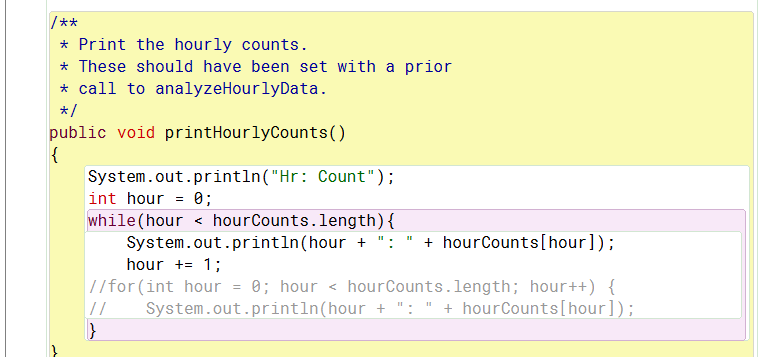 /**
 * Print the hourly counts.
 * These should have been set with a prior
 * call to analyzeHourlyData.
 */
public void printHourlyCounts()
{
    System.out.println("Hr: Count");
    int hour = 0;
    while(hour < hourCounts.length){
        System.out.println(hour + ": " + hourCounts[hour]);
        hour += 1;
    //for(int hour = 0; hour < hourCounts.length; hour++) {
    //    System.out.println(hour + ": " + hourCounts[hour]);
    }
}